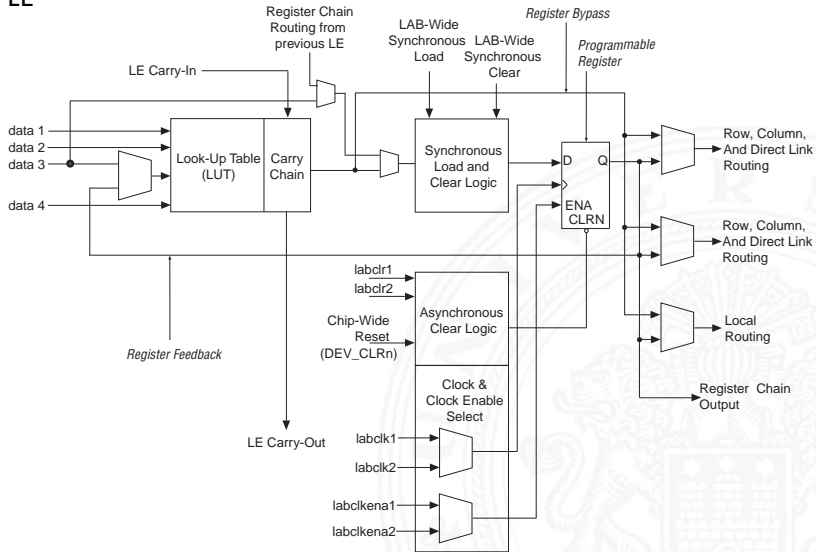 LE
Register Chain
Routing from
previous LE
LAB-Wide
Synchronous
Load
LAB-Wide
Synchronous
Clear
Register Bypass
Programmable
Register
LE Carry-In
data 1
data 2
data 3
data 4
Look-Up Table
(LUT)
Carry
Chain
Synchronous
Load and
Clear Logic
D Q
ENA
CLRN
Row, Column,
And Direct Link
Routing
Row, Column,
And Direct Link
Routing
Local
Routing
Register Chain
Output
labclr1
labclr2
Chip-Wide
Reset
(DEV_CLRn)
Asynchronous
Clear Logic
Register Feedback
Clock &
Clock Enable
Select
LE Carry-Out
labclk1
labclk2
labclkena1
labclkena2